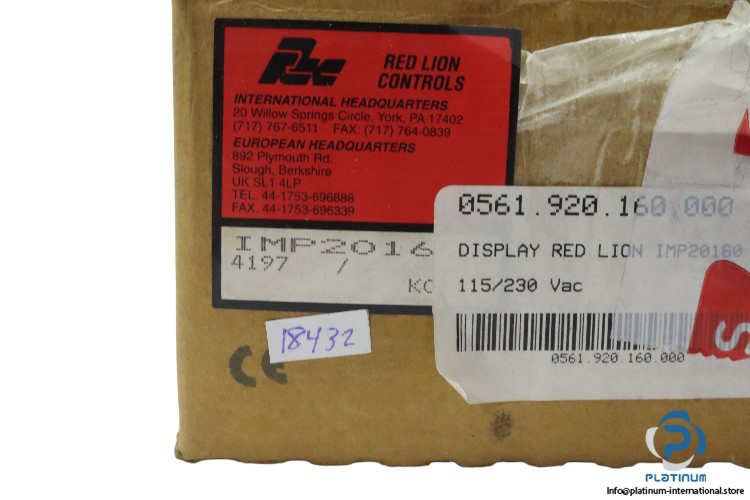 RED LION
CONTROLS
INTERNATIONAL HEADQUARTERS
20 Willow Springs Circle. York, PA 17402
(717) 767-6511 FAX: (717) 764-0839
EUROPEAN HEADQUARTERS
892 Plymouth Rd.
Slough, Berkshire
UK SL1 4LP
TEL. 44-1753-696888
FAX. 44-1753-696339
IMP2016
4197 /
KC
0561.920.160.000
DISPLAY RED LION IMP20160
115/230 Vac
0561.920.160.000
18432
CE
S
PLATINUM
Info@platinum-international.store